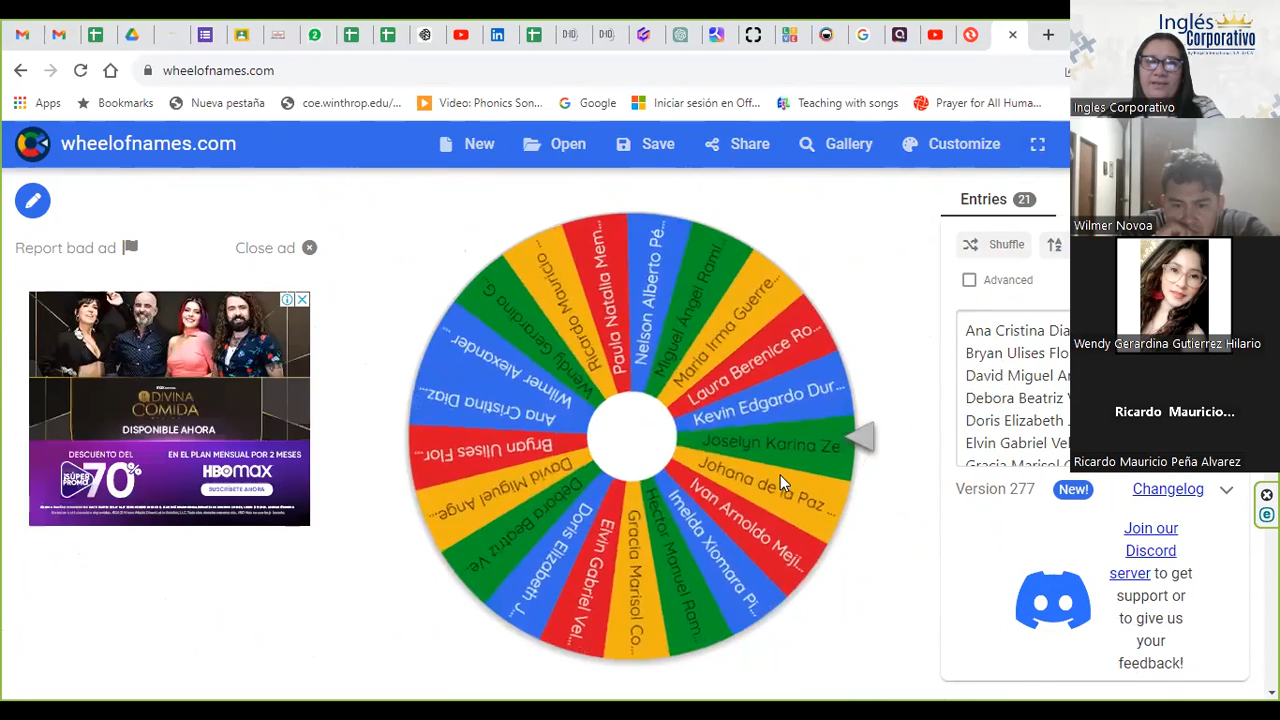 wheelofnames.com
Apps
Bookmarks
Nueva pestaña
coe.winthrop.edu/...
Video: Phonics Son...
Google
Iniciar sesión en Off...
Teaching with songs
Prayer for All Huma...
wheelofnames.com
New
Open
Save
Share
Gallery
Customize
Report bad ad
Close ad
DIVINA
COMIDA
DISPONIBLE AHORA
DESCUENTO DEL
70%
EN EL PLAN MENSUAL POR 2 MESES
HBOMAX
SUSCRÍBETE AHORA
Nelson Alberto Pé...
Miguel Ángel Rami...
Maria Irma Guerre...
Laura Berenice Ro...
Kevin Edgardo Dur...
Joselyn Karina Ze
Johana de la Paz ...
Ivan Arnoldo Meji...
Imelda Xiomara Pi...
Hector Manuel Ram...
Gracia Marisol Co...
Elvin Gabriel Vel...
Doris Elizabeth J...
Debora Beatriz Ve...
David Miguel Ange...
Bryan Ulises Flor...
Ana Cristina Diaz...
Wilmer Alexander ...
Wendy Gerardina G
Ricardo Mauricio ...
Paula Natalia Mem...
Entries 21
Shuffle
Advanced
Ana Cristina Dia
Bryan Ulises Flo
David Miguel A
Debora Beatriz
Doris Elizabeth
Elvin Gabriel Vel
Gracia Marisol Co
Version 277
New!
Changelog
Join our
Discord
server to get
support or
to give us
your
feedback!
Inglés
Corporativo
Ingles Corporativo
Wilmer Novoa
Wendy Gerardina Gutierrez Hilario
Ricardo Mauricio...
Ricardo Mauricio Peña Alvarez